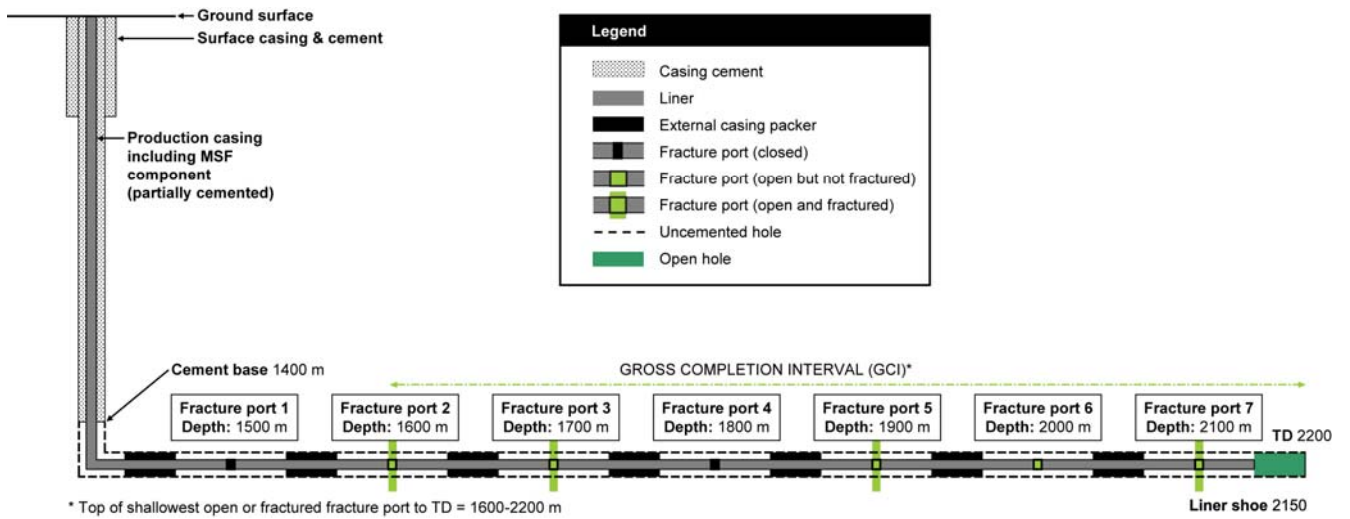 Ground surface
Surface casing & cement
Production casing
including MSF
component
(partially cemented)
Legend
Casing cement
Liner
External casing packer
Fracture port (closed)
Fracture port (open but not fractured)
Fracture port (open and fractured)
Uncemented hole
Open hole
Cement base 1400 m
GROSS COMPLETION INTERVAL (GCI)*
Fracture port 1
Depth: 1500 m
Fracture port 2
Depth: 1600 m
Fracture port 3
Depth: 1700 m
Fracture port 4
Depth: 1800 m
Fracture port 5
Depth: 1900 m
Fracture port 6
Depth: 2000 m
Fracture port 7
Depth: 2100 m
TD 2200
* Top of shallowest open or fractured fracture port to TD = 1600-2200 m
Liner shoe 2150